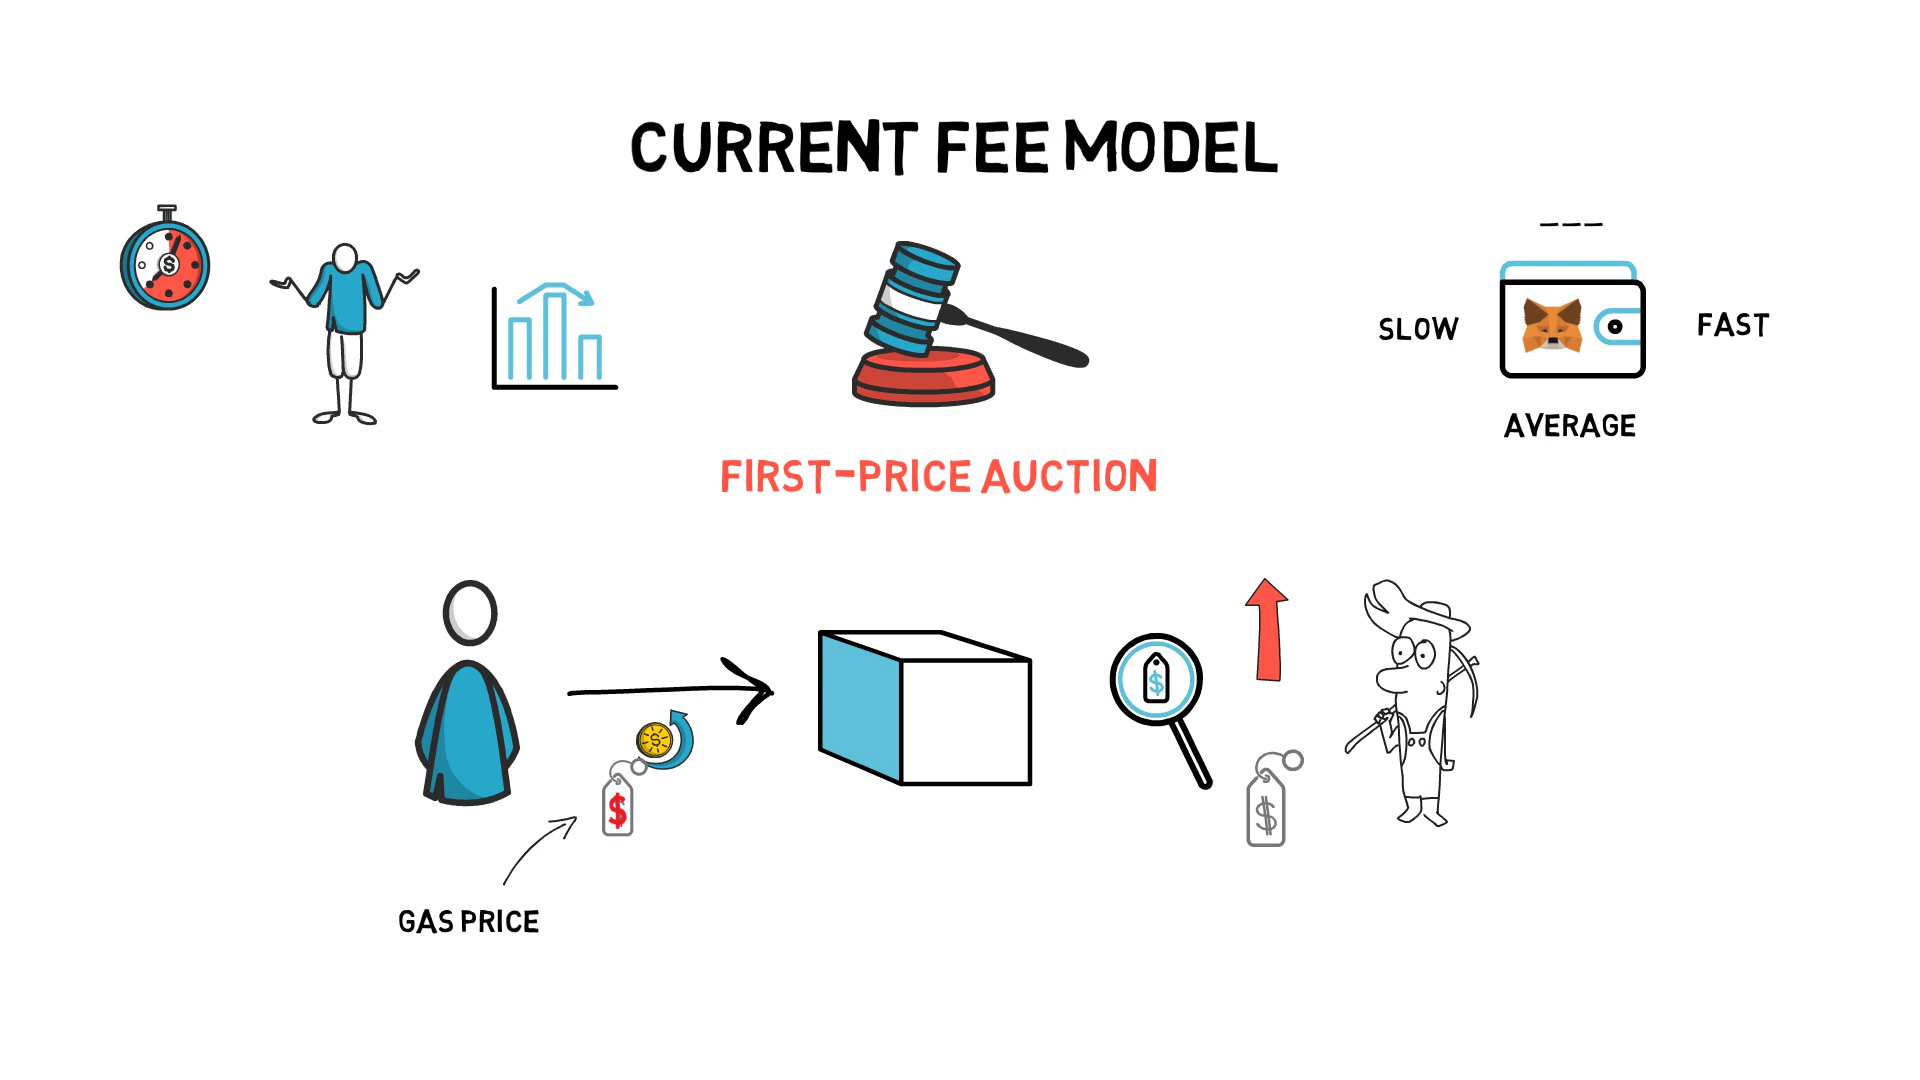 CURRENT FEE MODEL
SLOW
FAST
AVERAGE
FIRST-PRICE AUCTION
$
$
$
$
GAS PRICE